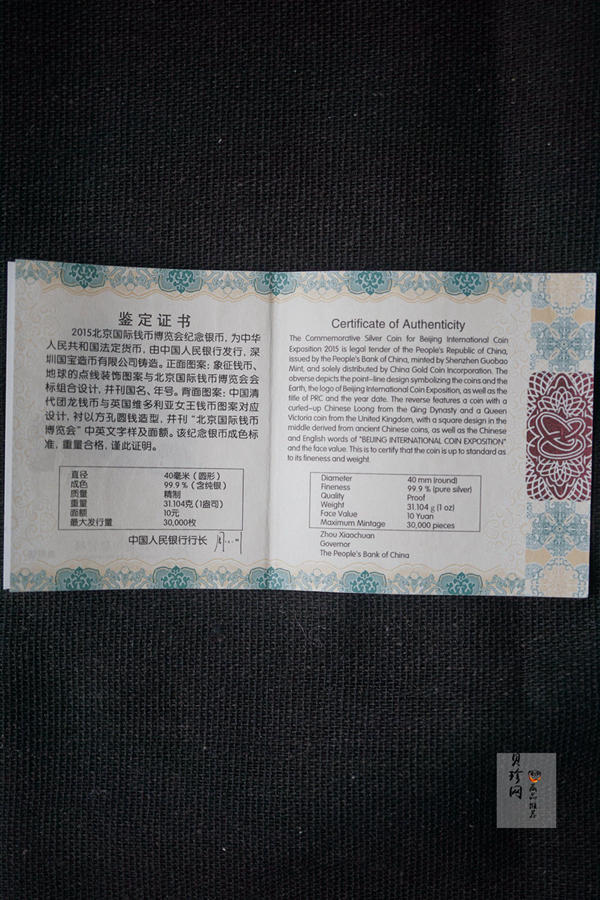 鉴定证书
2015北京国际钱币博览会纪念银币，为中华
人民共和国法定货币，由中国人民银行发行，深
圳国宝造币有限公司铸造。正面图案：象征钱币、
地球的点线装饰图案与北京国际钱币博览会会
标组合设计，并刊国名、年号。背面图案：中国清
代团龙钱币与英国维多利亚女王钱币图案对应
设计，衬以方孔圆钱造型，并刊“北京国际钱币
博览会”中英文字样及面额。该纪念银币成色标
准，重量合格，谨此证明。
直径 40毫米（圆形）
成色 99.9％（含纯银）
质量 精制
重量 31.104克（1盎司）
面额 10元
最大发行量 30,000枚
中国人民银行行长
Certificate of Authenticity
The Commemorative Silver Coin for Beijing International Coin
Exposition 2015 is legal tender of the People's Republic of China,
issued by the People's Bank of China, minted by Shenzhen Guobao
Mint, and solely distributed by China Gold Coin Incorporation. The
obverse depicts the point-line design symbolizing the coins and the
Earth, the logo of Beijing International Coin Exposition, as well as the
title of PRC and the year date. The reverse features a coin with a
curled-up Chinese Loong from the Qing Dynasty and a Queen
Victoria coin from the United Kingdom, with a square design in the
middle derived from ancient Chinese coins, as well as the Chinese
and English words of "BEIJING INTERNATIONAL COIN EXPOSITION"
and the face value. This is to certify that the coin is up to standard as
to its fineness and weight.
Diameter 40 mm (round)
Fineness 99.9 % (pure silver)
Quality Proof
Weight 31.104 g (1 oz)
Face Value 10 Yuan
Maximum Mintage 30,000 pieces
Zhou Xiaochuan
Governor
The People's Bank of China
贝珍网
藏品推荐